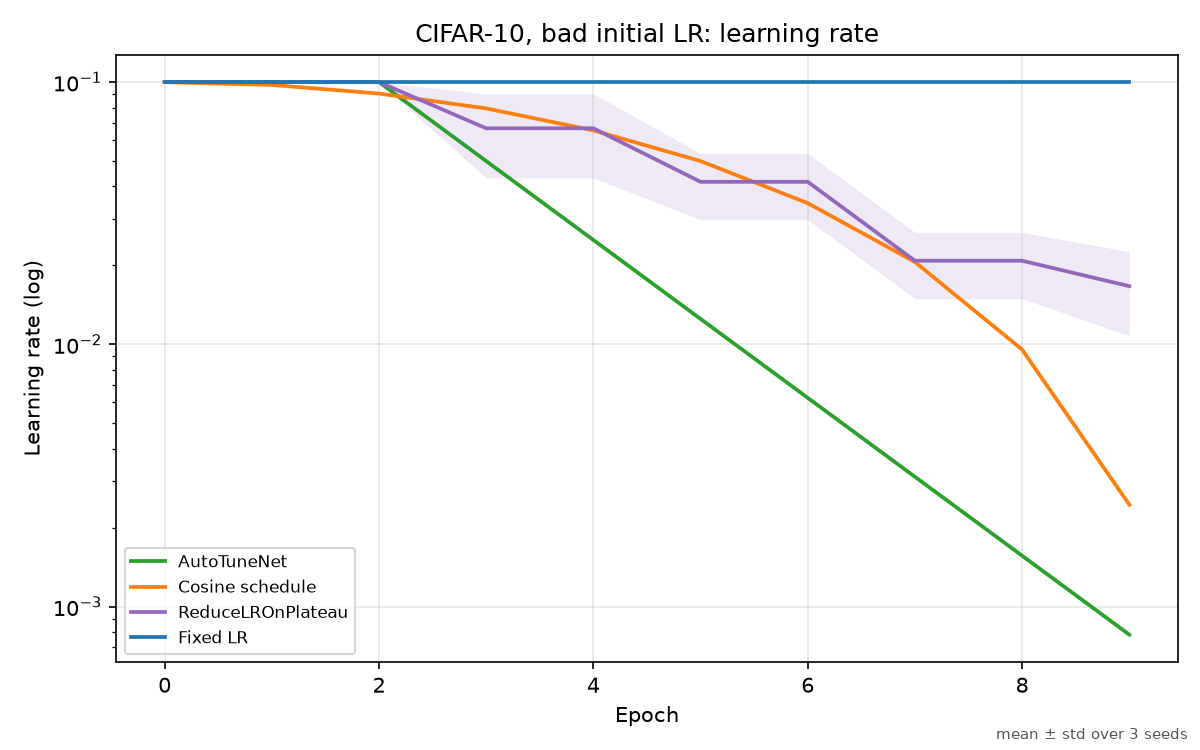 CIFAR-10, bad initial LR: learning rate
Learning rate (log)
10⁻¹
10⁻²
10⁻³
AutoTuneNet
Cosine schedule
ReduceLROnPlateau
Fixed LR
0 2 4 6 8
Epoch
mean ± std over 3 seeds